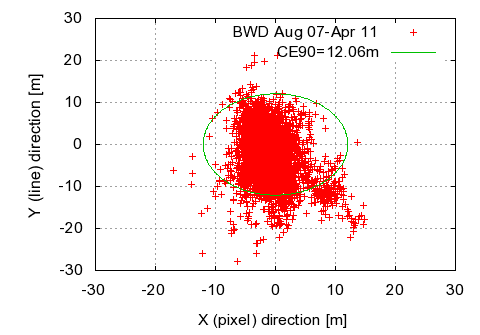 BWD Aug 07-Apr 11
CE90=12.06m
30
20
10
0
-10
-20
-30
Y (line) direction [m]
-30 -20 -10 0 10 20 30
X (pixel) direction [m]